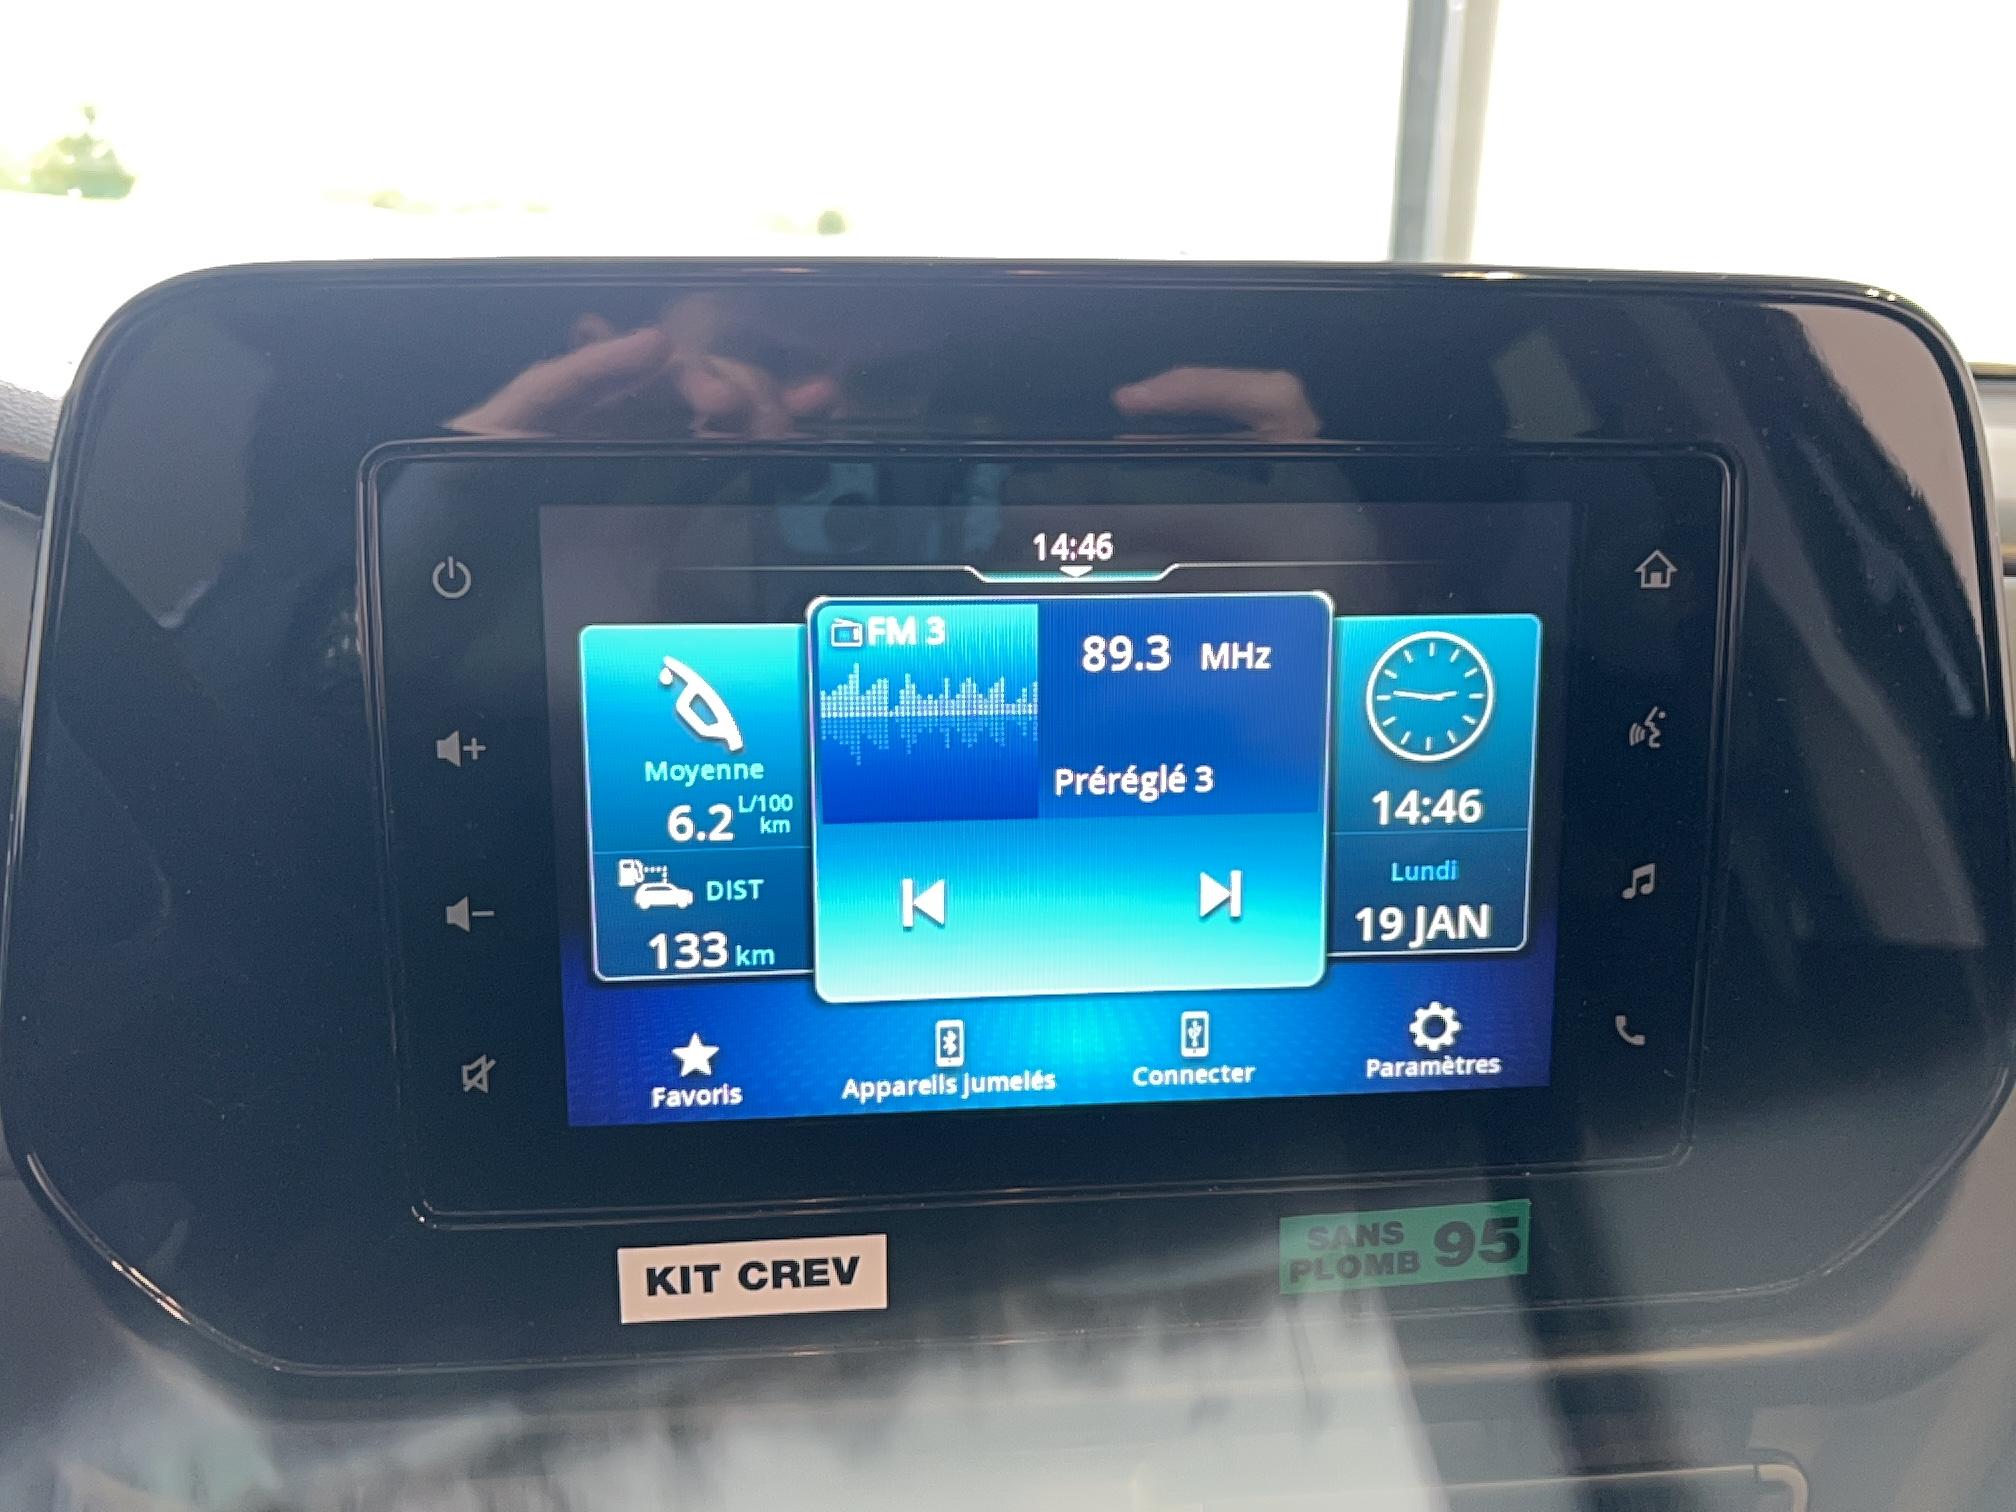 14:46
FM 3
89.3 MHz
Préréglé 3
Moyenne
6.2 L/100 km
DIST
133 km
14:46
Lundi
19 JAN
Favoris
Appareils Jumelés
Connecter
Paramètres
KIT CREV
SANS
PLOMB 95